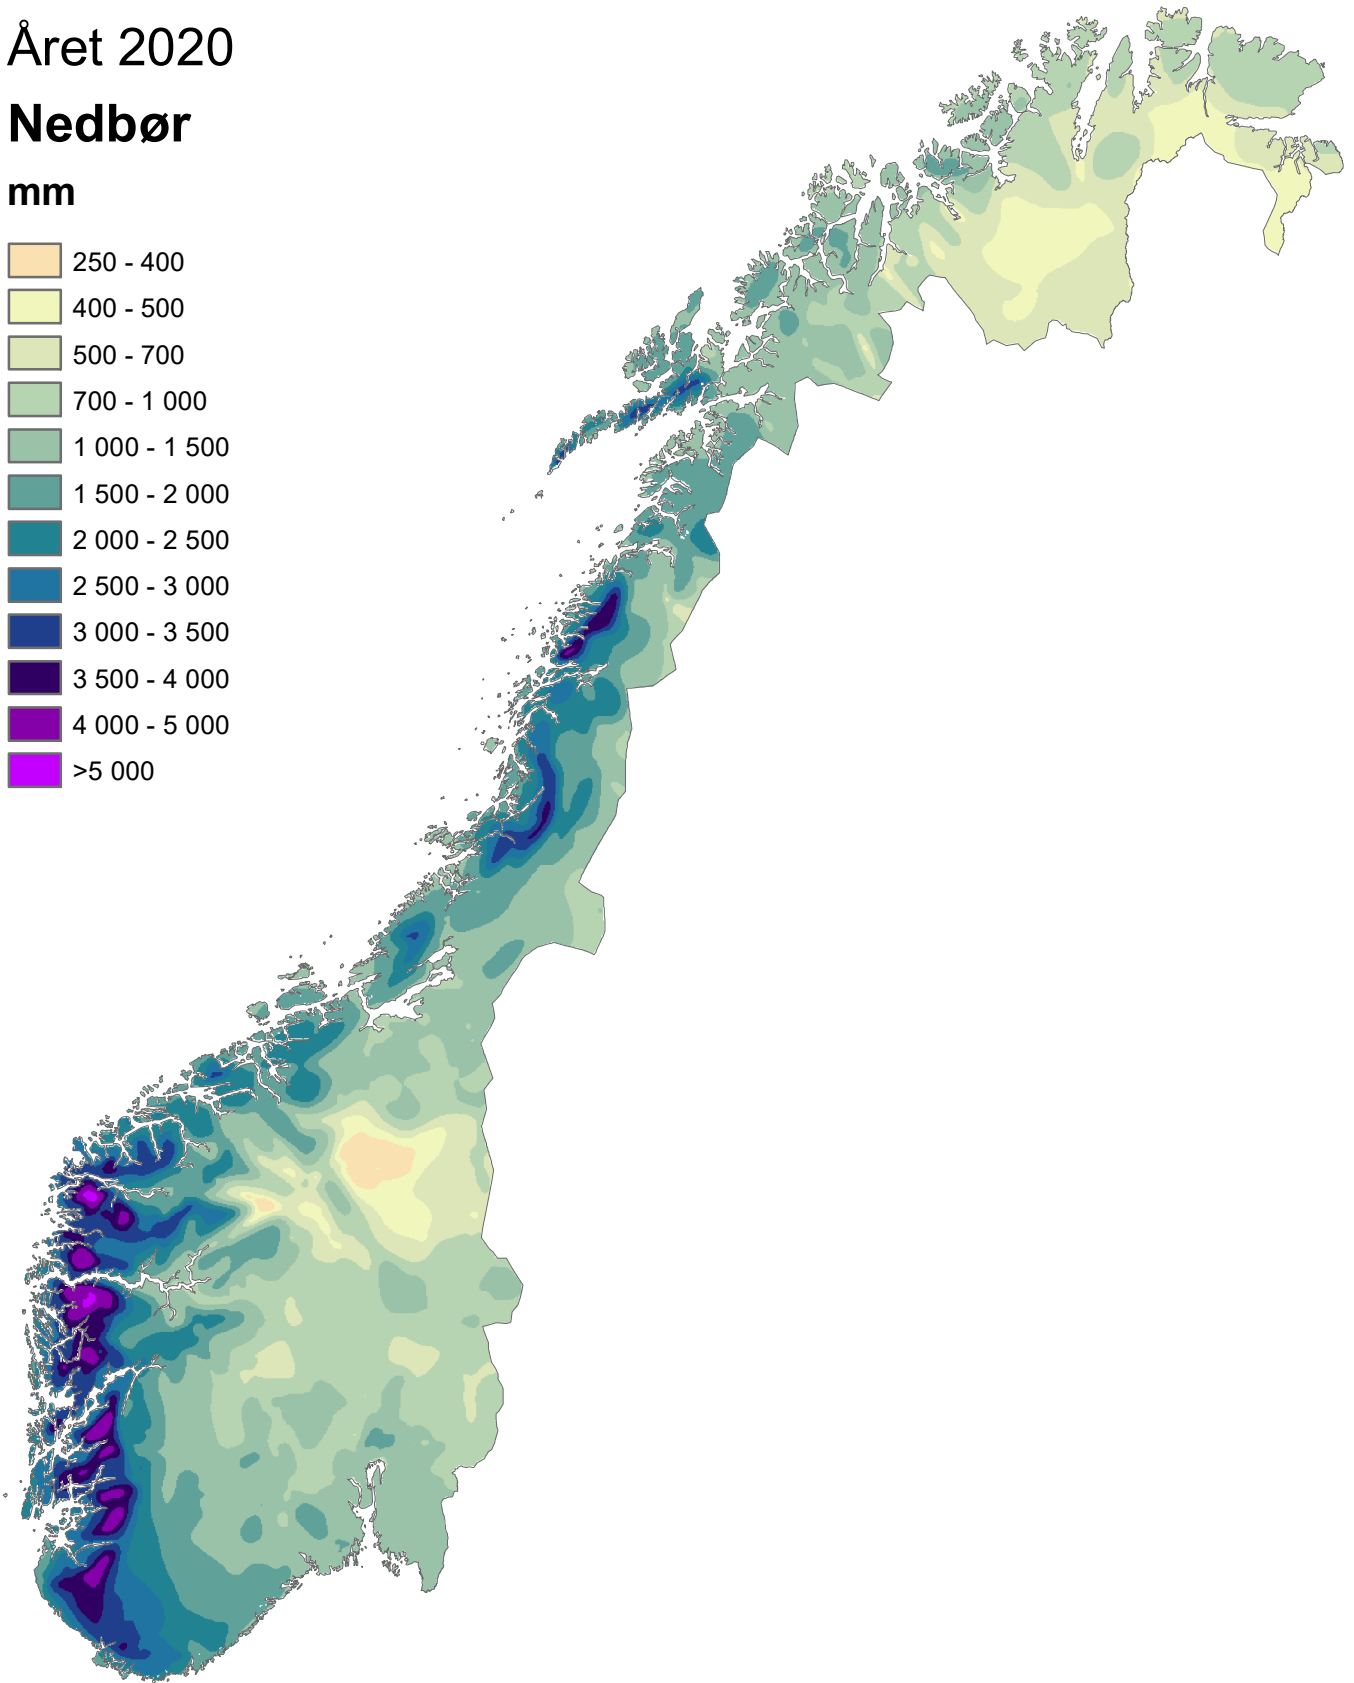 Året 2020
Nedbør
mm
250 - 400
400 - 500
500 - 700
700 - 1 000
1 000 - 1 500
1 500 - 2 000
2 000 - 2 500
2 500 - 3 000
3 000 - 3 500
3 500 - 4 000
4 000 - 5 000
>5 000